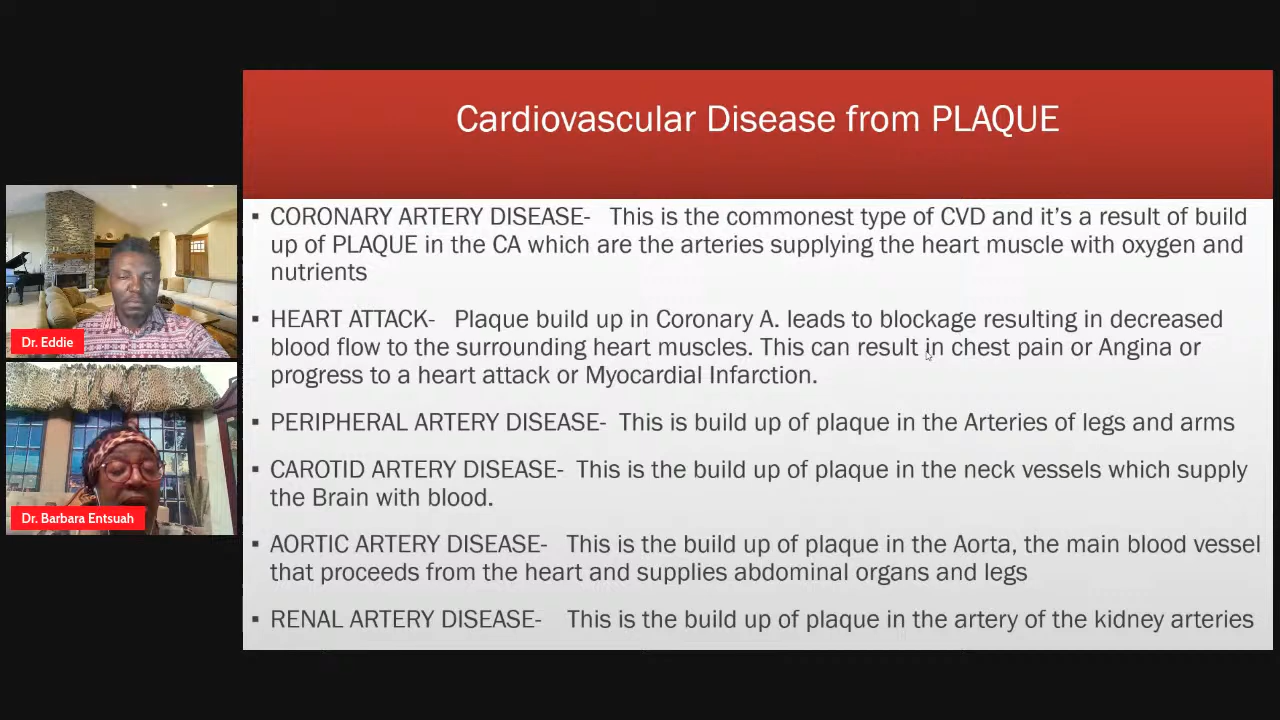 Cardiovascular Disease from PLAQUE
▪ CORONARY ARTERY DISEASE- This is the commonest type of CVD and it's a result of build
up of PLAQUE in the CA which are the arteries supplying the heart muscle with oxygen and
nutrients
▪ HEART ATTACK- Plaque build up in Coronary A. leads to blockage resulting in decreased
blood flow to the surrounding heart muscles. This can result in chest pain or Angina or
progress to a heart attack or Myocardial Infarction.
▪ PERIPHERAL ARTERY DISEASE- This is build up of plaque in the Arteries of legs and arms
▪ CAROTID ARTERY DISEASE- This is the build up of plaque in the neck vessels which supply
the Brain with blood.
▪ AORTIC ARTERY DISEASE- This is the build up of plaque in the Aorta, the main blood vessel
that proceeds from the heart and supplies abdominal organs and legs
▪ RENAL ARTERY DISEASE- This is the build up of plaque in the artery of the kidney arteries
Dr. Eddie
Dr. Barbara Entsuah